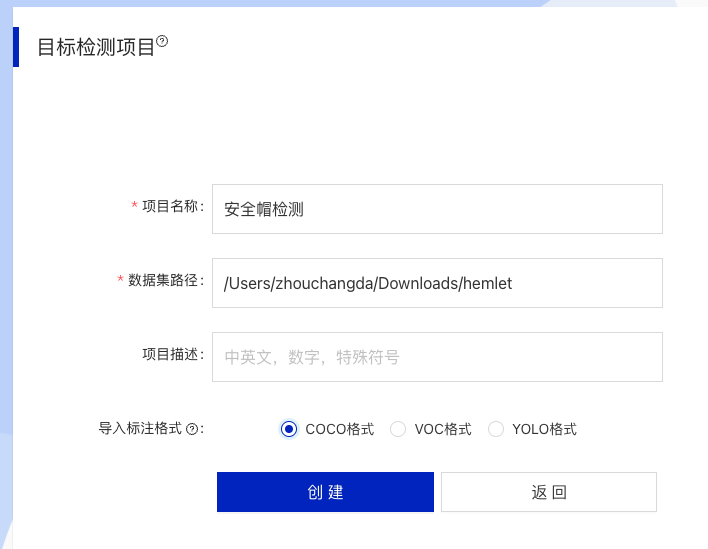 目标检测项目
* 项目名称：
安全帽检测
* 数据集路径：
/Users/zhouchangda/Downloads/hemlet
项目描述：
中英文，数字，特殊符号
导入标注格式 ? :
COCO格式 VOC格式 YOLO格式
创 建
返 回